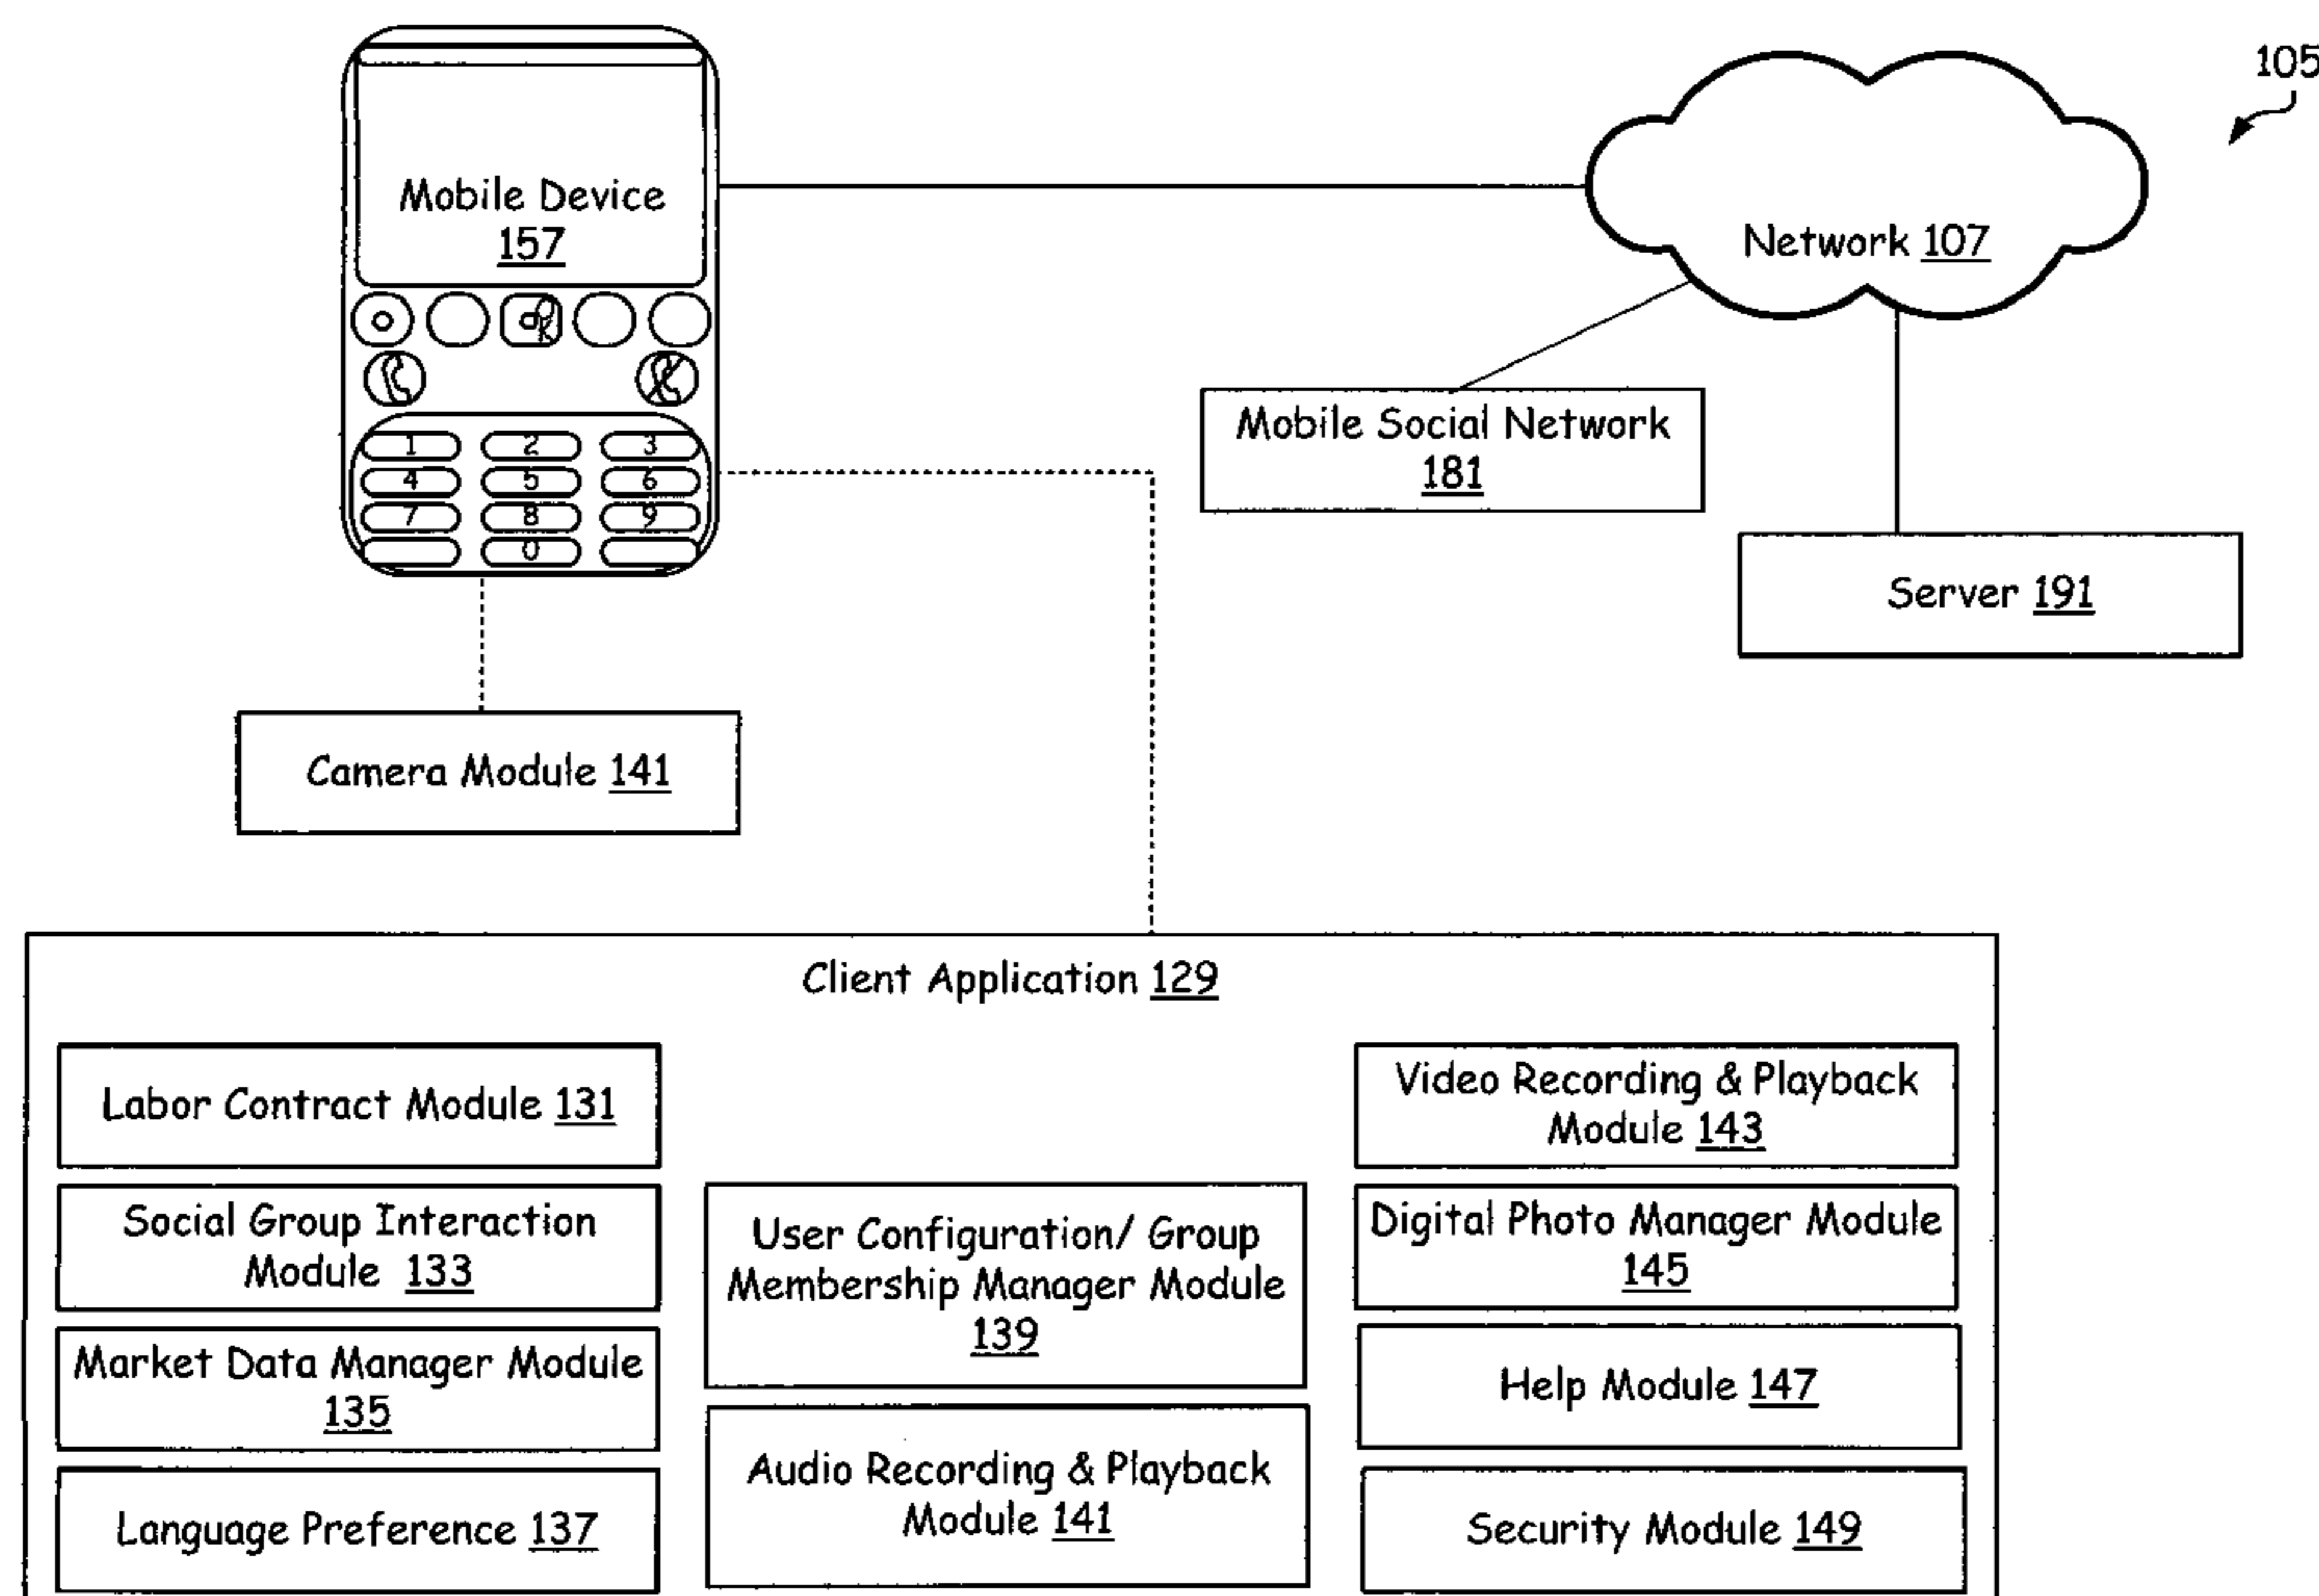 105
Mobile Device
157
Network 107
1 2 3
4 5 6
7 8 9
0
Mobile Social Network
181
Server 191
Camera Module 141
Client Application 129
Labor Contract Module 131
Social Group Interaction
Module 133
Market Data Manager Module
135
Language Preference 137
User Configuration/ Group
Membership Manager Module
139
Audio Recording & Playback
Module 141
Video Recording & Playback
Module 143
Digital Photo Manager Module
145
Help Module 147
Security Module 149